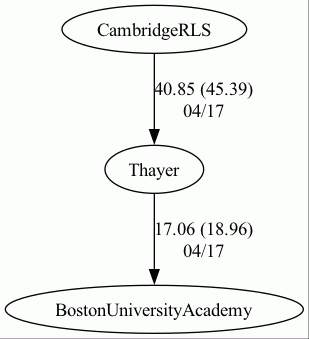 CambridgeRLS
40.85 (45.39)
04/17
Thayer
17.06 (18.96)
04/17
BostonUniversityAcademy